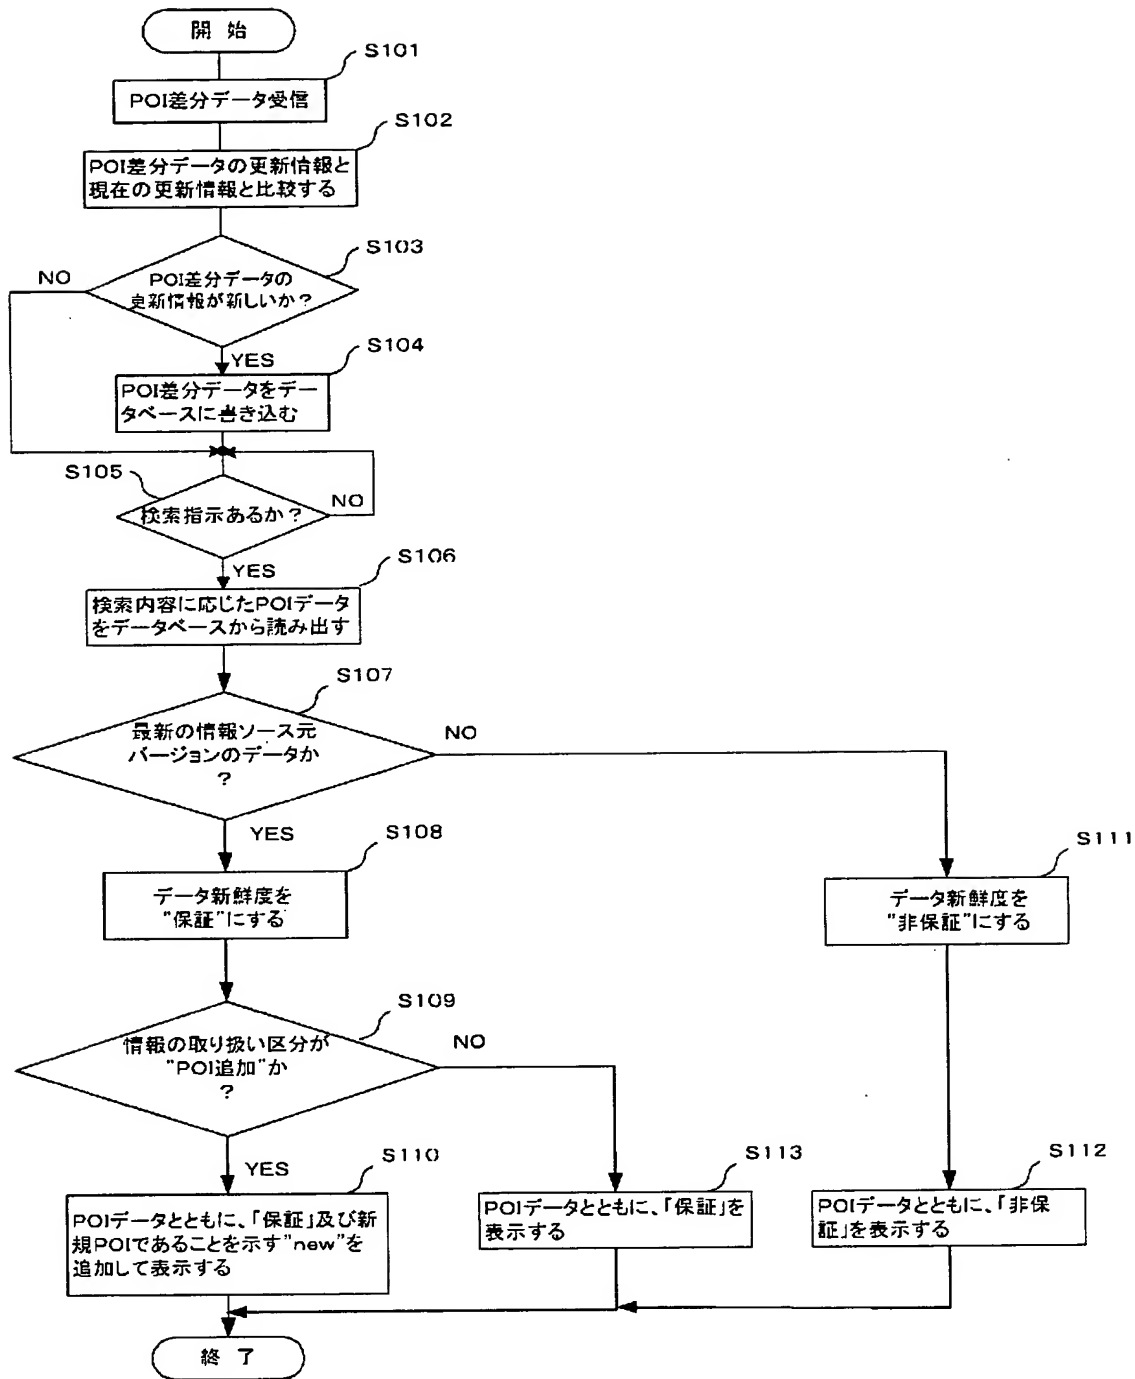 開 始
S101
POI差分データ受信
S102
POI差分データの更新情報と
現在の更新情報と比較する
S103
NO
POI差分データの
更新情報が新しいか？
YES
S104
POI差分データをデー
タベースに書き込む
S105
NO
検索指示あるか？
YES
S106
検索内容に応じたPOIデータ
をデータベースから読み出す
S107
最新の情報ソース元
バージョンのデータか
？
NO
YES
S108
データ新鮮度を
"保証"にする
S111
データ新鮮度を
"非保証"にする
S109
情報の取り扱い区分が
"POI追加"か
？
NO
YES
S110
POIデータとともに、「保証」及び新
規POIであることを示す"new"を
追加して表示する
S113
POIデータとともに、「保証」を
表示する
S112
POIデータとともに、「非保
証」を表示する
終 了